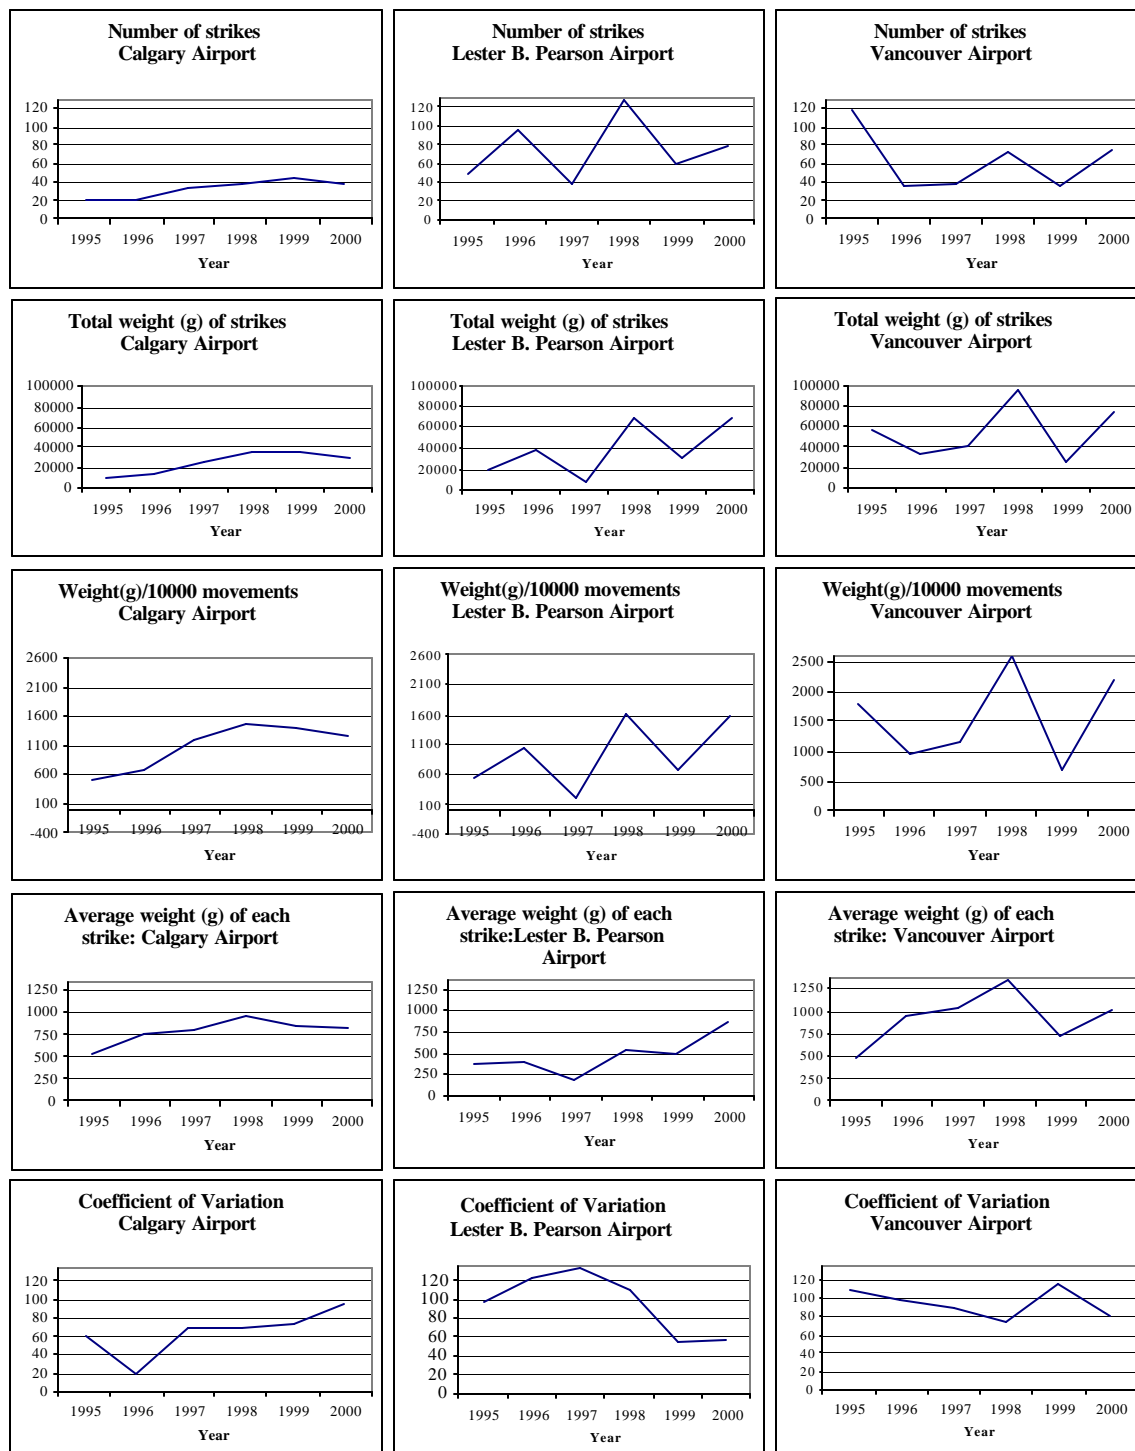 Number of strikes
Calgary Airport
120
100
80
60
40
20
0
1995 1996 1997 1998 1999 2000
Year
Number of strikes
Lester B. Pearson Airport
120
100
80
60
40
20
0
1995 1996 1997 1998 1999 2000
Year
Number of strikes
Vancouver Airport
120
100
80
60
40
20
0
1995 1996 1997 1998 1999 2000
Year
Total weight (g) of strikes
Calgary Airport
100000
80000
60000
40000
20000
0
1995 1996 1997 1998 1999 2000
Year
Total weight (g) of strikes
Lester B. Pearson Airport
100000
80000
60000
40000
20000
0
1995 1996 1997 1998 1999 2000
Year
Total weight (g) of strikes
Vancouver Airport
100000
80000
60000
40000
20000
0
1995 1996 1997 1998 1999 2000
Year
Weight(g)/10000 movements
Calgary Airport
2600
2100
1600
1100
600
100
-400
1995 1996 1997 1998 1999 2000
Year
Weight(g)/10000 movements
Lester B. Pearson Airport
2600
2100
1600
1100
600
100
-400
1995 1996 1997 1998 1999 2000
Year
Weight(g)/10000 movements
Vancouver Airport
2500
2000
1500
1000
500
0
1995 1996 1997 1998 1999 2000
Year
Average weight (g) of each
strike: Calgary Airport
1250
1000
750
500
250
0
1995 1996 1997 1998 1999 2000
Year
Average weight (g) of each
strike:Lester B. Pearson
Airport
1250
1000
750
500
250
0
1995 1996 1997 1998 1999 2000
Year
Average weight (g) of each
strike: Vancouver Airport
1250
1000
750
500
250
0
1995 1996 1997 1998 1999 2000
Year
Coefficient of Variation
Calgary Airport
120
100
80
60
40
20
0
1995 1996 1997 1998 1999 2000
Year
Coefficient of Variation
Lester B. Pearson Airport
120
100
80
60
40
20
0
1995 1996 1997 1998 1999 2000
Year
Coefficient of Variation
Vancouver Airport
120
100
80
60
40
20
0
1995 1996 1997 1998 1999 2000
Year